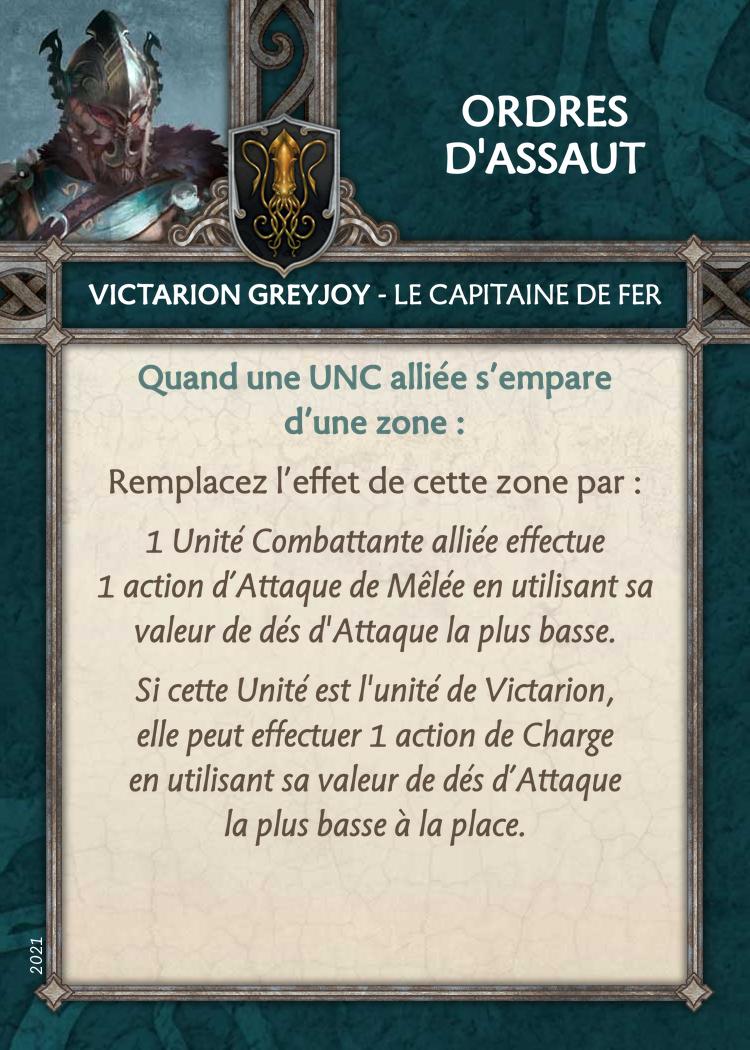 ORDRES
D'ASSAUT
VICTARION GREYJOY - LE CAPITAINE DE FER
Quand une UNC alliée s’empare
d’une zone :
Remplacez l’effet de cette zone par :
1 Unité Combattante alliée effectue
1 action d’Attaque de Mêlée en utilisant sa
valeur de dés d'Attaque la plus basse.
Si cette Unité est l'unité de Victarion,
elle peut effectuer 1 action de Charge
en utilisant sa valeur de dés d’Attaque
la plus basse à la place.
2021